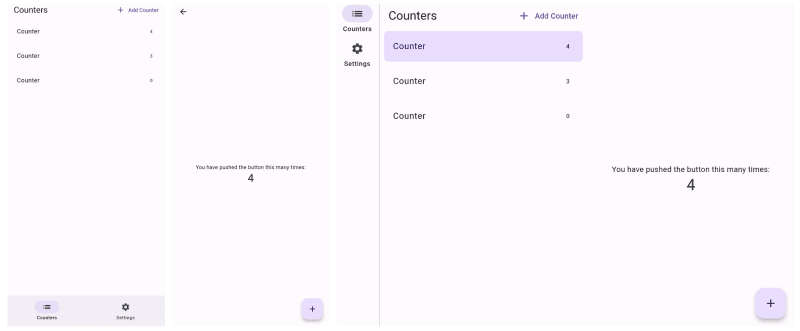 Counters
+ Add Counter
Counter 4
Counter 3
Counter 0
Counters
Settings
You have pushed the button this many times:
4
+
Counters
Settings
Counters
+ Add Counter
Counter 4
Counter 3
Counter 0
You have pushed the button this many times:
4
+